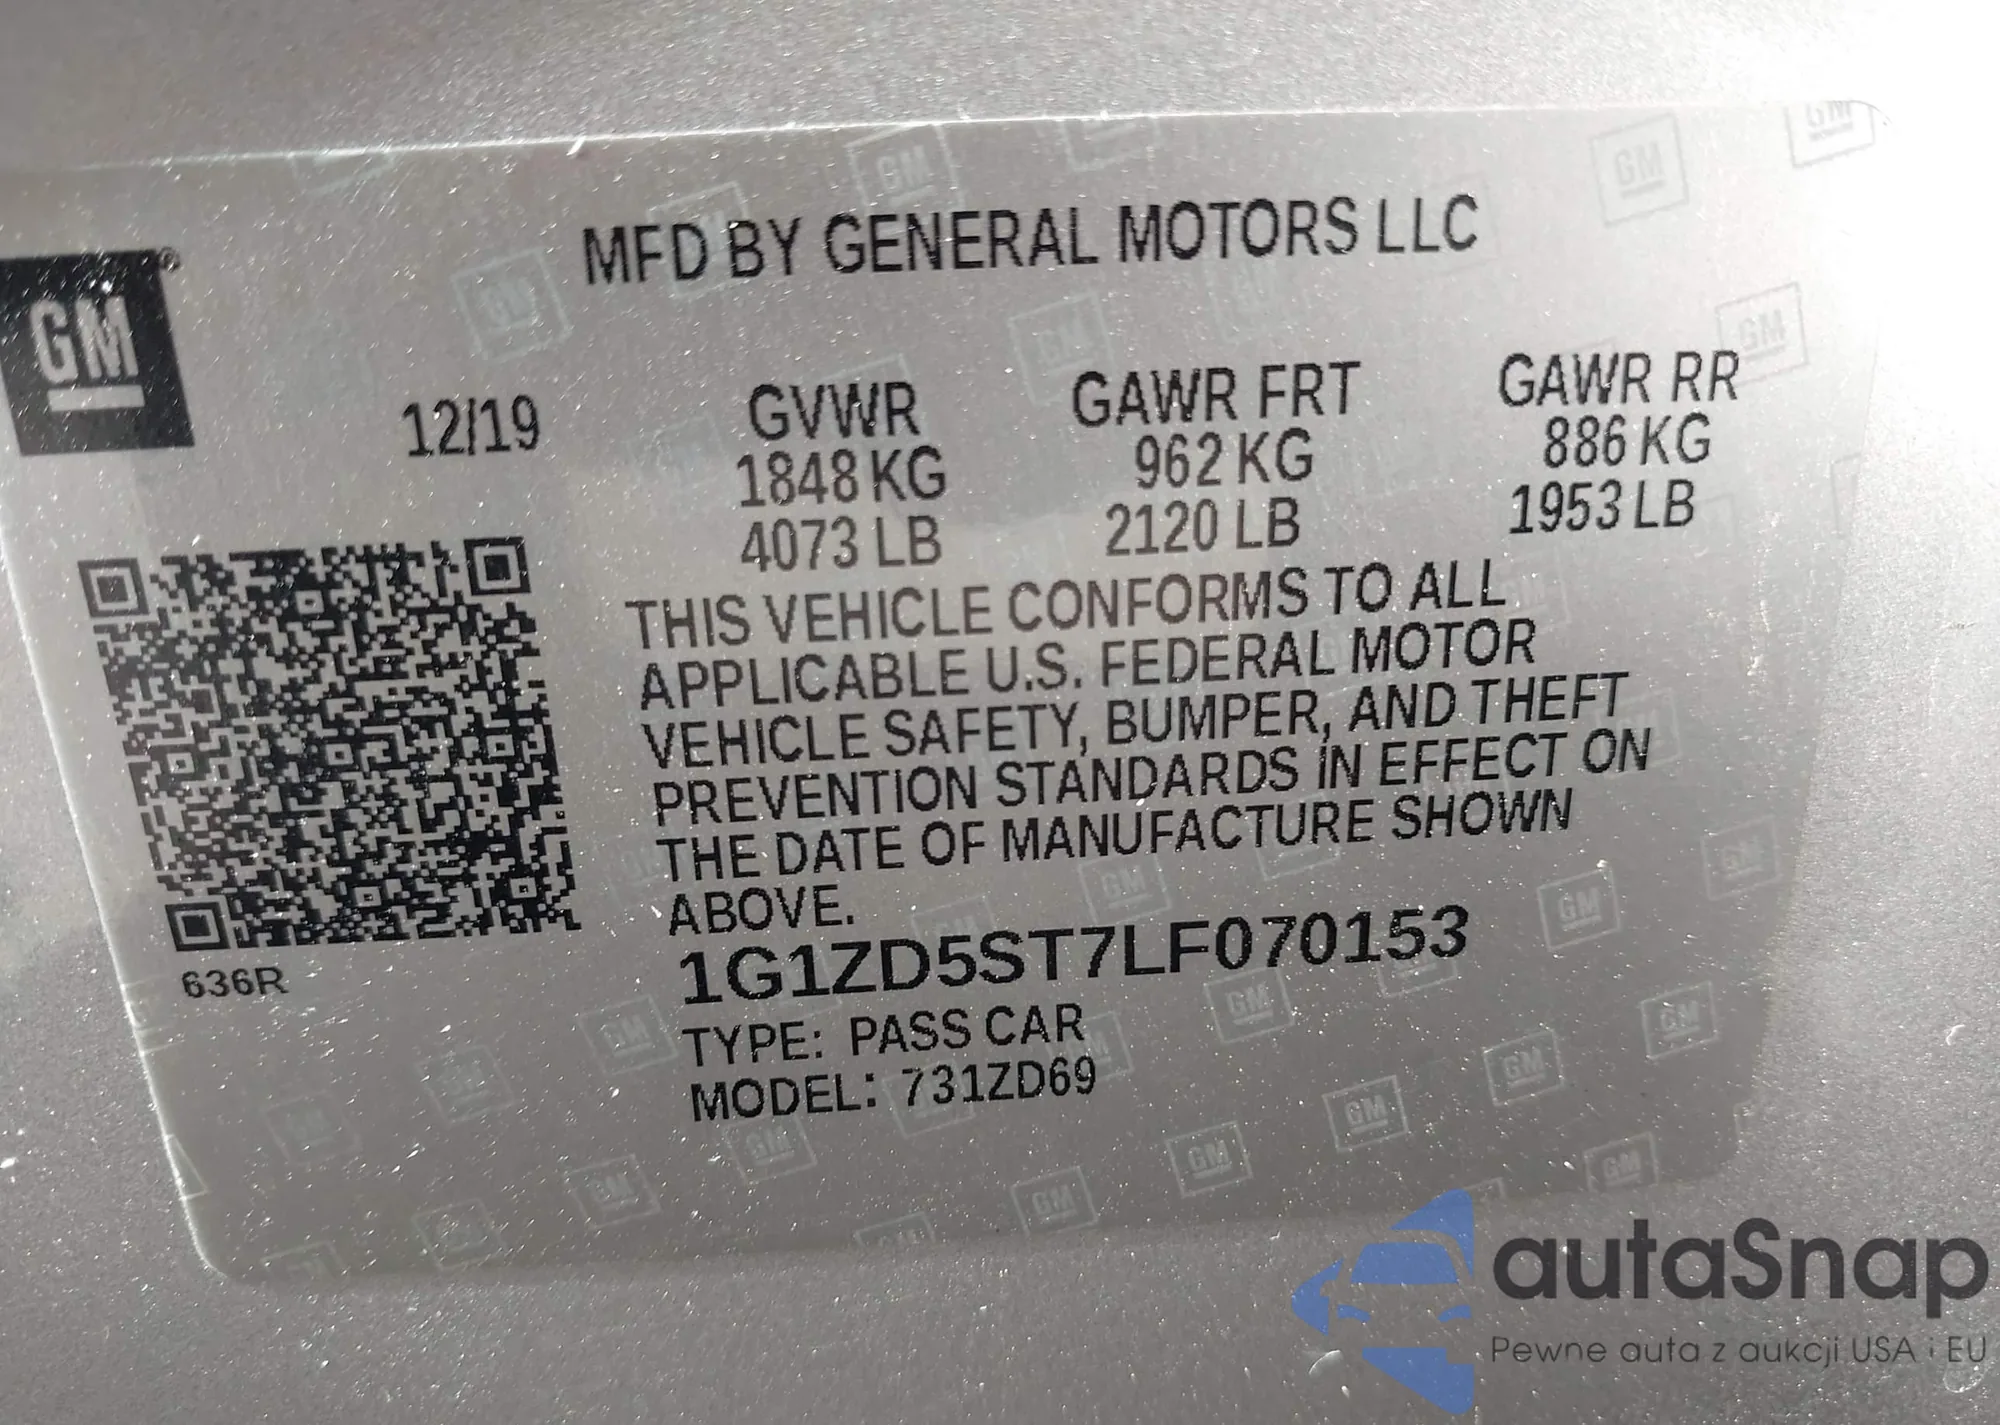 MFD BY GENERAL MOTORS LLC
GM®
12/19
GVWR
1848 KG
4073 LB
GAWR FRT
962 KG
2120 LB
GAWR RR
886 KG
1953 LB
THIS VEHICLE CONFORMS TO ALL
APPLICABLE U.S. FEDERAL MOTOR
VEHICLE SAFETY, BUMPER, AND THEFT
PREVENTION STANDARDS IN EFFECT ON
THE DATE OF MANUFACTURE SHOWN
ABOVE.
1G1ZD5ST7LF070153
TYPE: PASS CAR
MODEL: 731ZD69
636R
autaSnap
Pewne auta z aukcji USA i EU